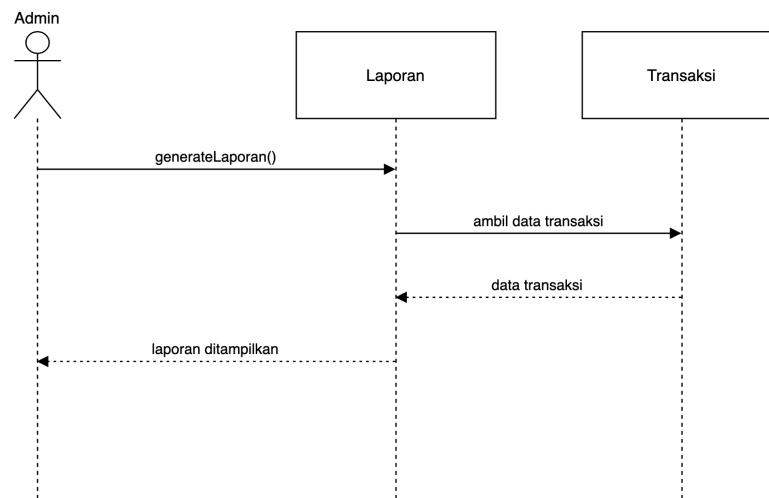 Admin
Laporan
Transaksi
generateLaporan()
ambil data transaksi
data transaksi
laporan ditampilkan